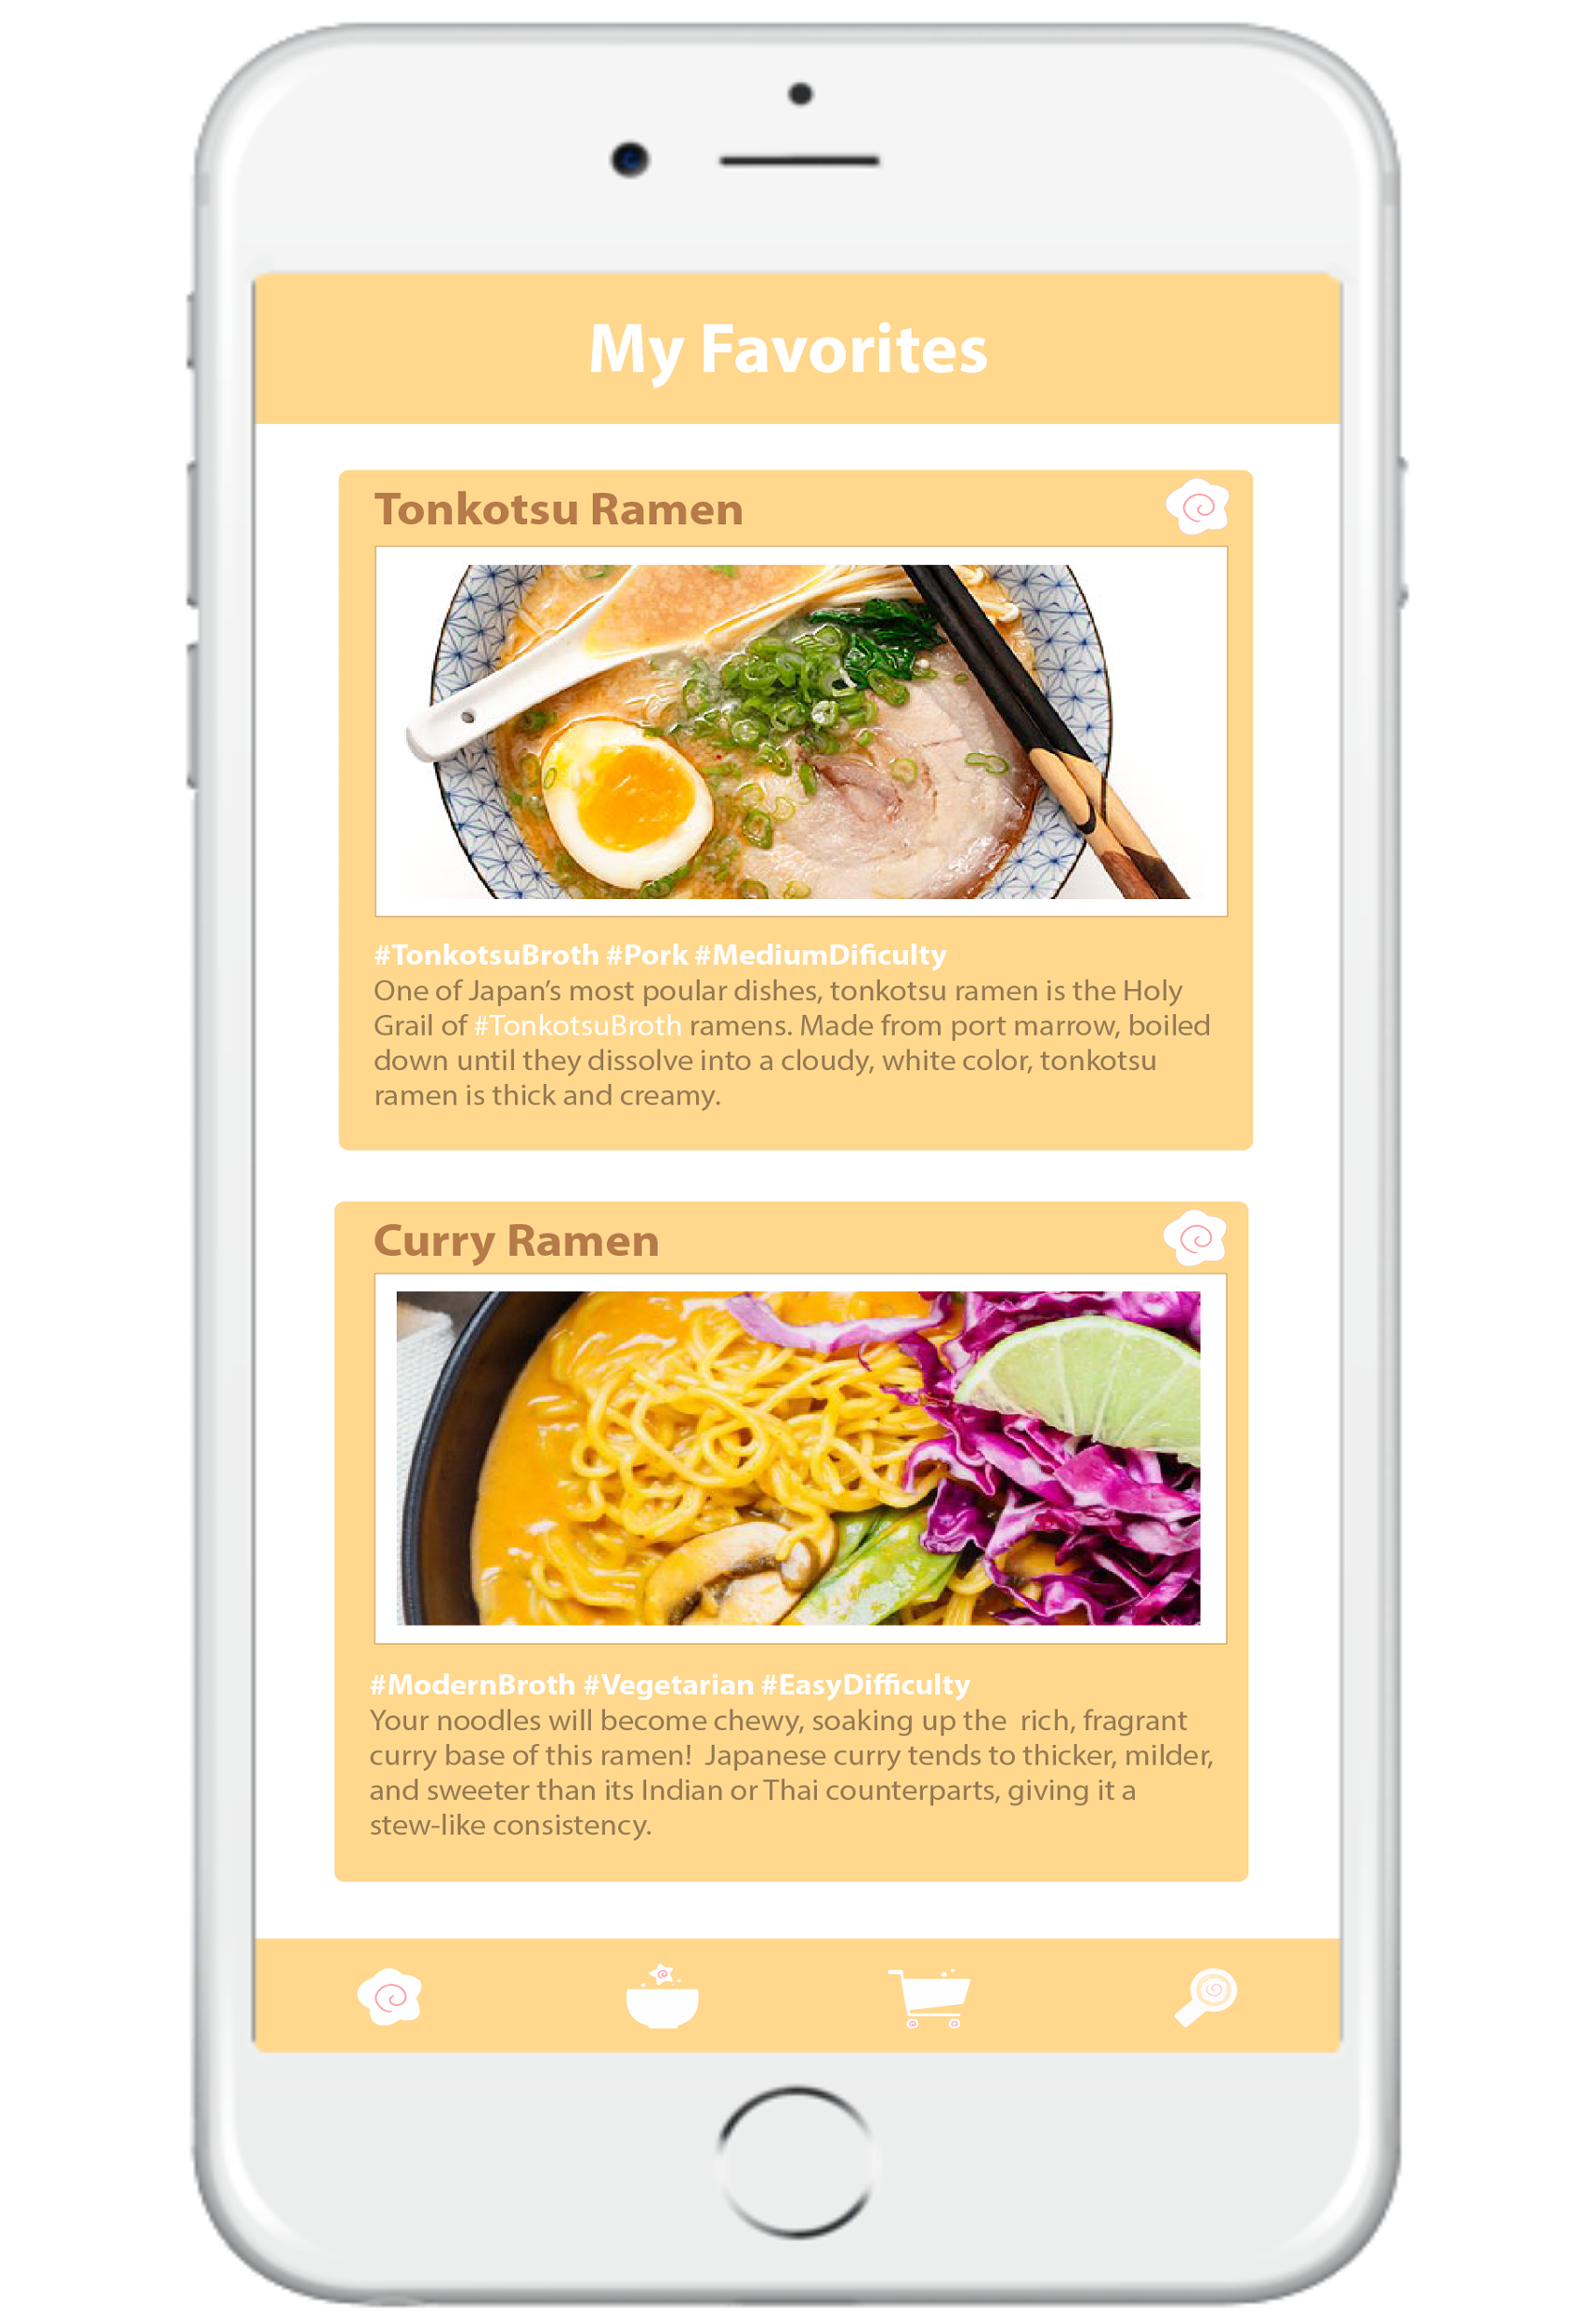 My Favorites
Tonkotsu Ramen
#TonkotsuBroth #Pork #MediumDificulty
One of Japan’s most poular dishes, tonkotsu ramen is the Holy
Grail of #TonkotsuBroth ramens. Made from port marrow, boiled
down until they dissolve into a cloudy, white color, tonkotsu
ramen is thick and creamy.
Curry Ramen
#ModernBroth #Vegetarian #EasyDifficulty
Your noodles will become chewy, soaking up the  rich, fragrant
curry base of this ramen!  Japanese curry tends to thicker, milder,
and sweeter than its Indian or Thai counterparts, giving it a
stew-like consistency.